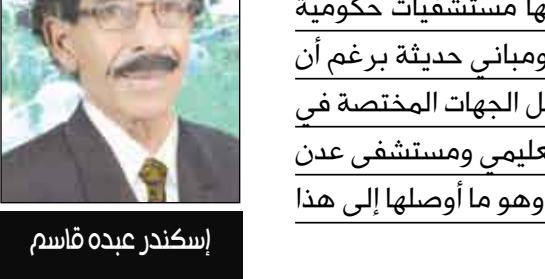 ها مستشفيات حكومية
ومباني حديثة برغم أن
ل الجهات المختصة في
عليمي ومستشفى عدن
وهو ما أوصلها إلى هذا
إسكندر عبده قاسم